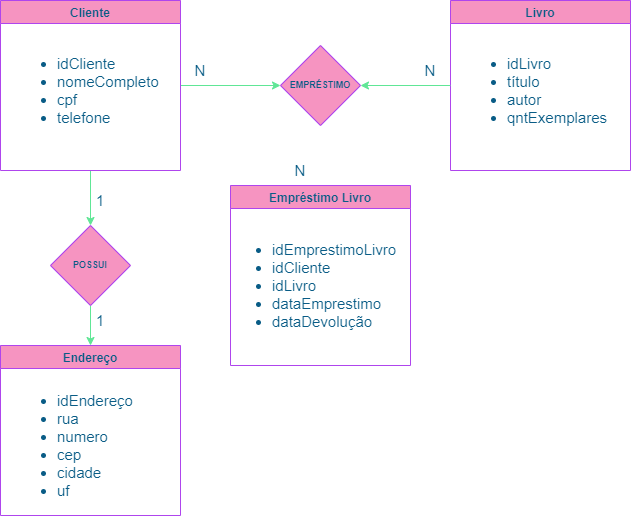 Cliente
idCliente
nomeCompleto
cpf
telefone
N
EMPRÉSTIMO
N
Livro
idLivro
título
autor
qntExemplares
N
Empréstimo Livro
idEmprestimoLivro
idCliente
idLivro
dataEmprestimo
dataDevolução
1
POSSUI
1
Endereço
idEndereço
rua
numero
cep
cidade
uf